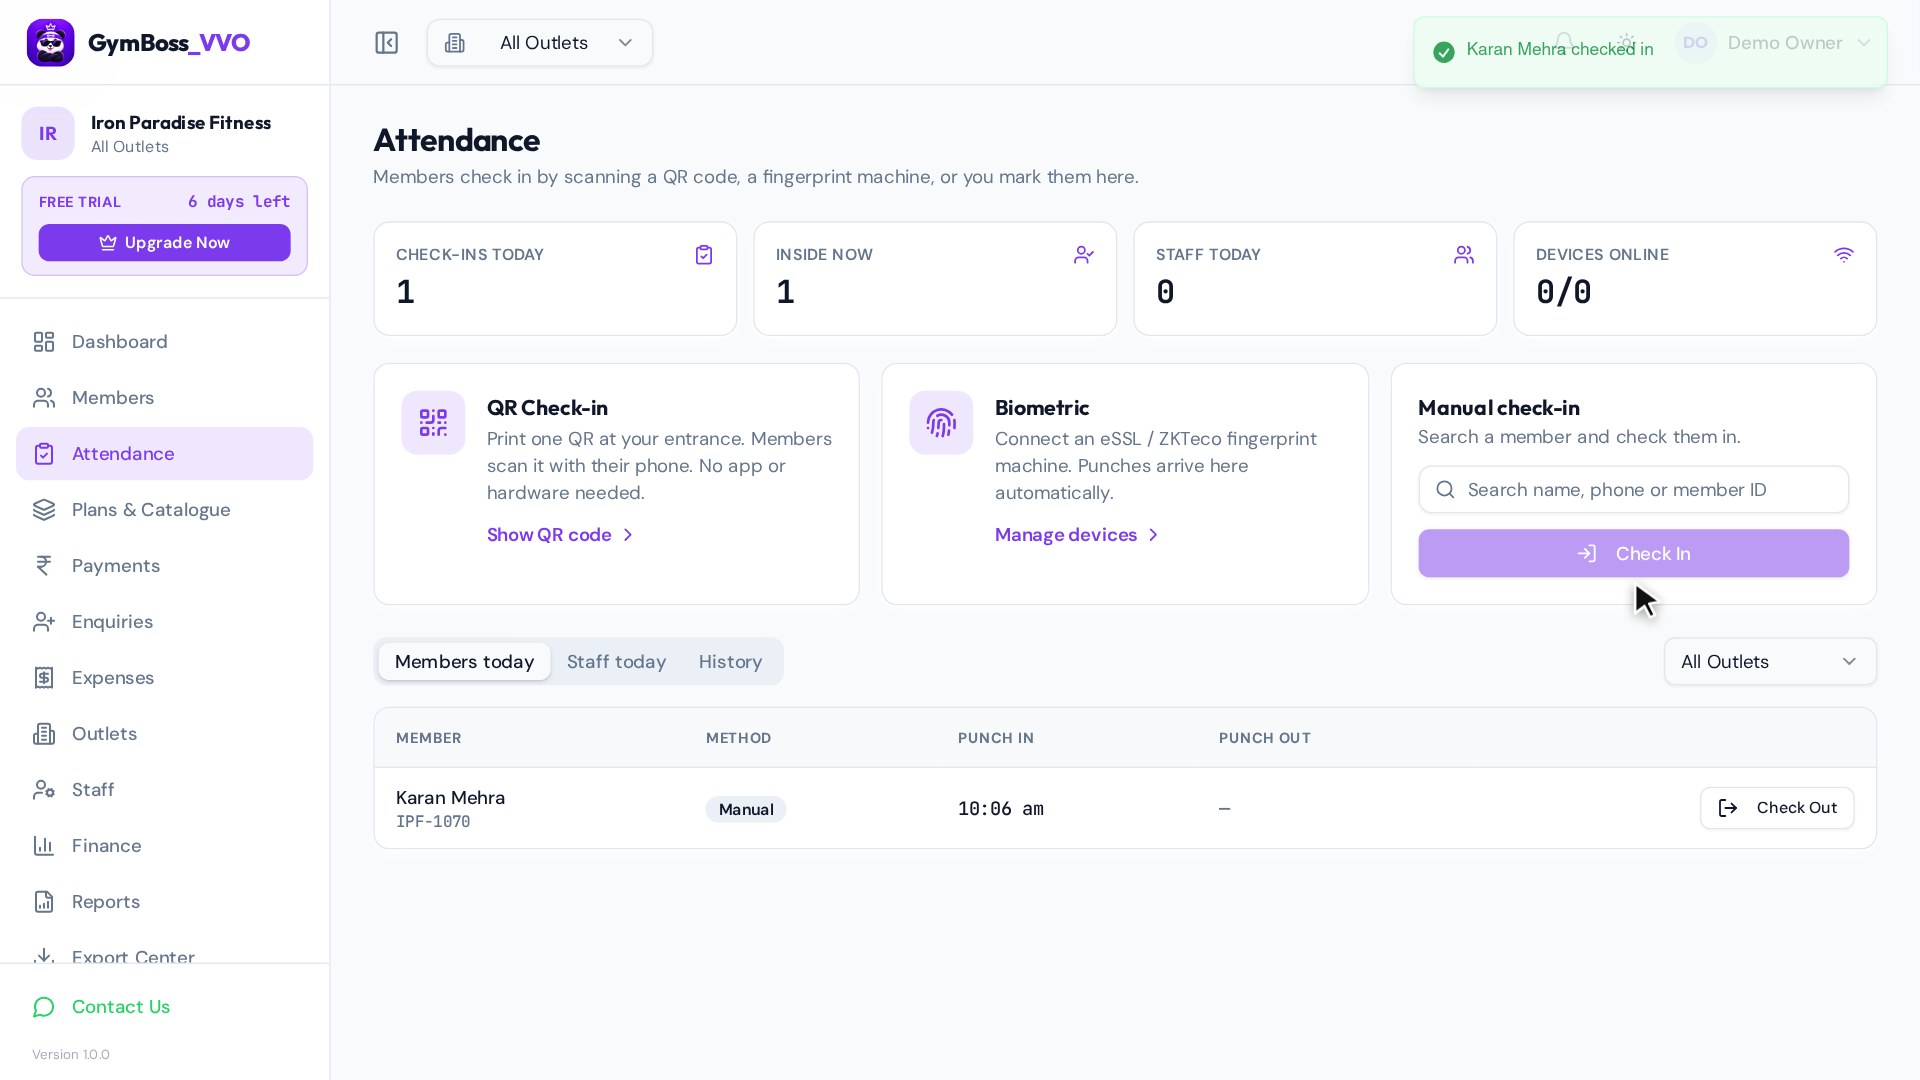 GymBoss_VVO
All Outlets
Karan Mehra checked in
DO
Demo Owner
IR
Iron Paradise Fitness
All Outlets
FREE TRIAL
6 days left
Upgrade Now
Dashboard
Members
Attendance
Plans & Catalogue
Payments
Enquiries
Expenses
Outlets
Staff
Finance
Reports
Export Center
Contact Us
Version 1.0.0
Attendance
Members check in by scanning a QR code, a fingerprint machine, or you mark them here.
CHECK-INS TODAY
1
INSIDE NOW
1
STAFF TODAY
0
DEVICES ONLINE
0/0
QR Check-in
Print one QR at your entrance. Members
scan it with their phone. No app or
hardware needed.
Show QR code
Biometric
Connect an eSSL / ZKTeco fingerprint
machine. Punches arrive here
automatically.
Manage devices
Manual check-in
Search a member and check them in.
Search name, phone or member ID
Check In
Members today
Staff today
History
All Outlets
MEMBER
METHOD
PUNCH IN
PUNCH OUT
Karan Mehra
IPF-1070
Manual
10:06 am
—
Check Out